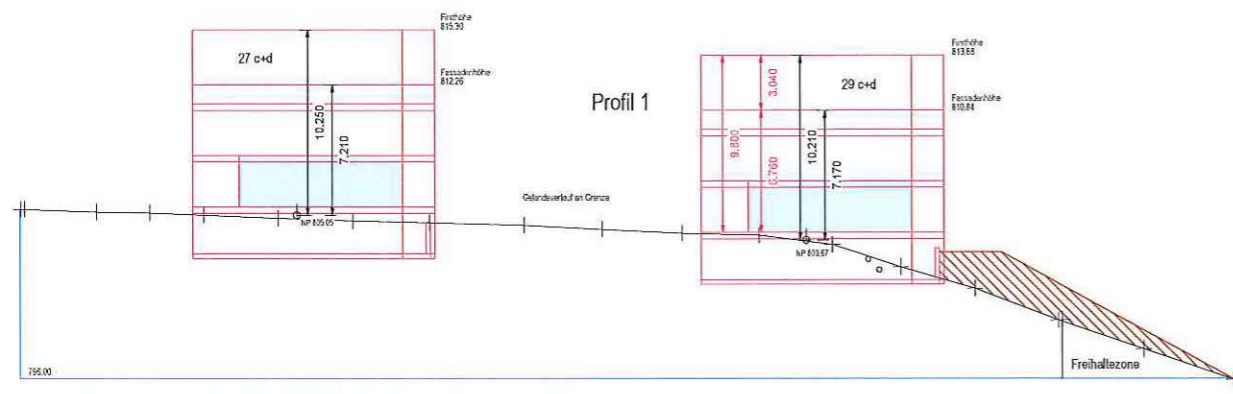 Firsthöhe
815.30
27 c+d
Fassadenhöhe
812.26
10.250
7.210
Profil 1
Firsthöhe
813.88
29 c+d
Fassadenhöhe
810.84
3.040
9.800
6.760
10.210
7.170
Geländeverlauf an Grenze
NP 805.05
NP 803.67
Freihaltezone
796.00